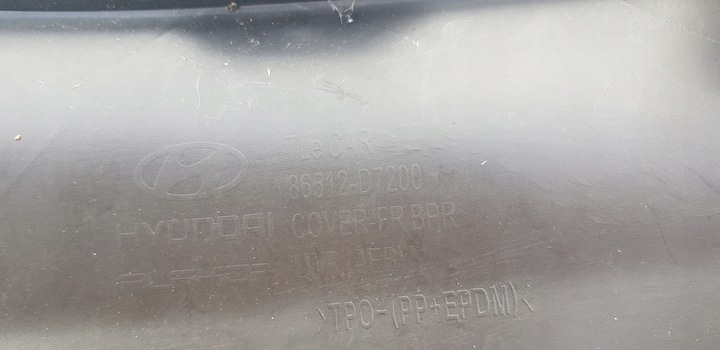 TLe CAR
86512-D7200
HYUNDAI COVER-FR BPR
>TPO-(PP+EPDM)<